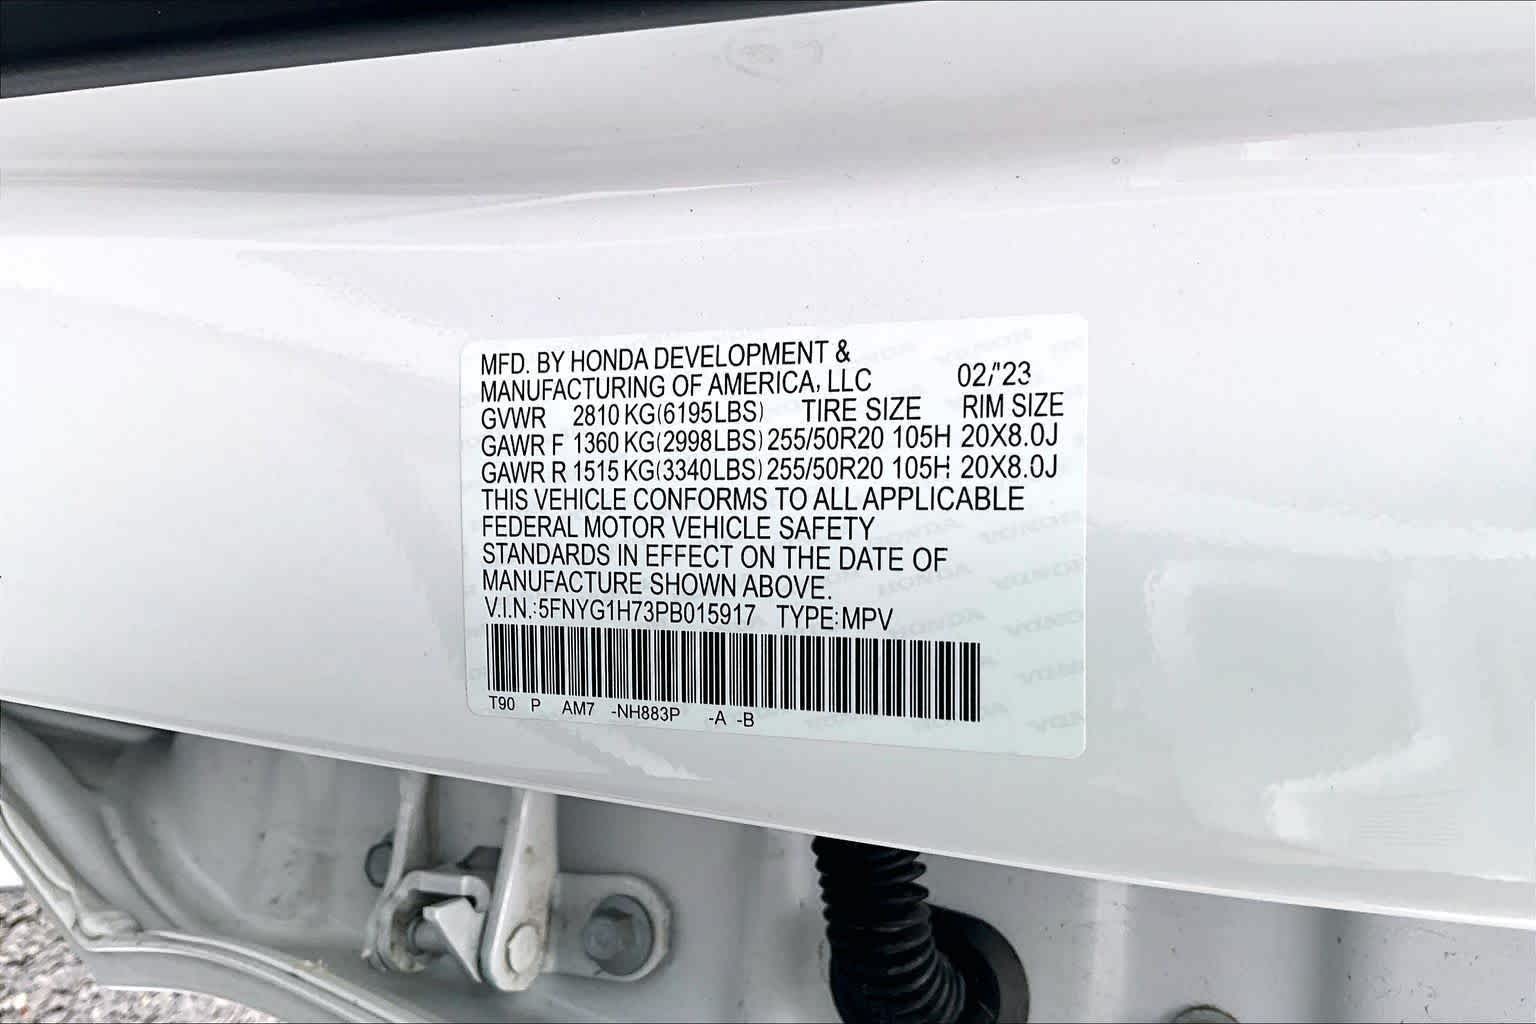 MFD. BY HONDA DEVELOPMENT &
MANUFACTURING OF AMERICA, LLC 02/'23
GVWR 2810 KG(6195LBS) TIRE SIZE RIM SIZE
GAWR F 1360 KG(2998LBS) 255/50R20 105H 20X8.0J
GAWR R 1515 KG(3340LBS) 255/50R20 105H 20X8.0J
THIS VEHICLE CONFORMS TO ALL APPLICABLE
FEDERAL MOTOR VEHICLE SAFETY
STANDARDS IN EFFECT ON THE DATE OF
MANUFACTURE SHOWN ABOVE.
V.I.N.:5FNYG1H73PB015917 TYPE:MPV
T90 P AM7 -NH883P -A -B